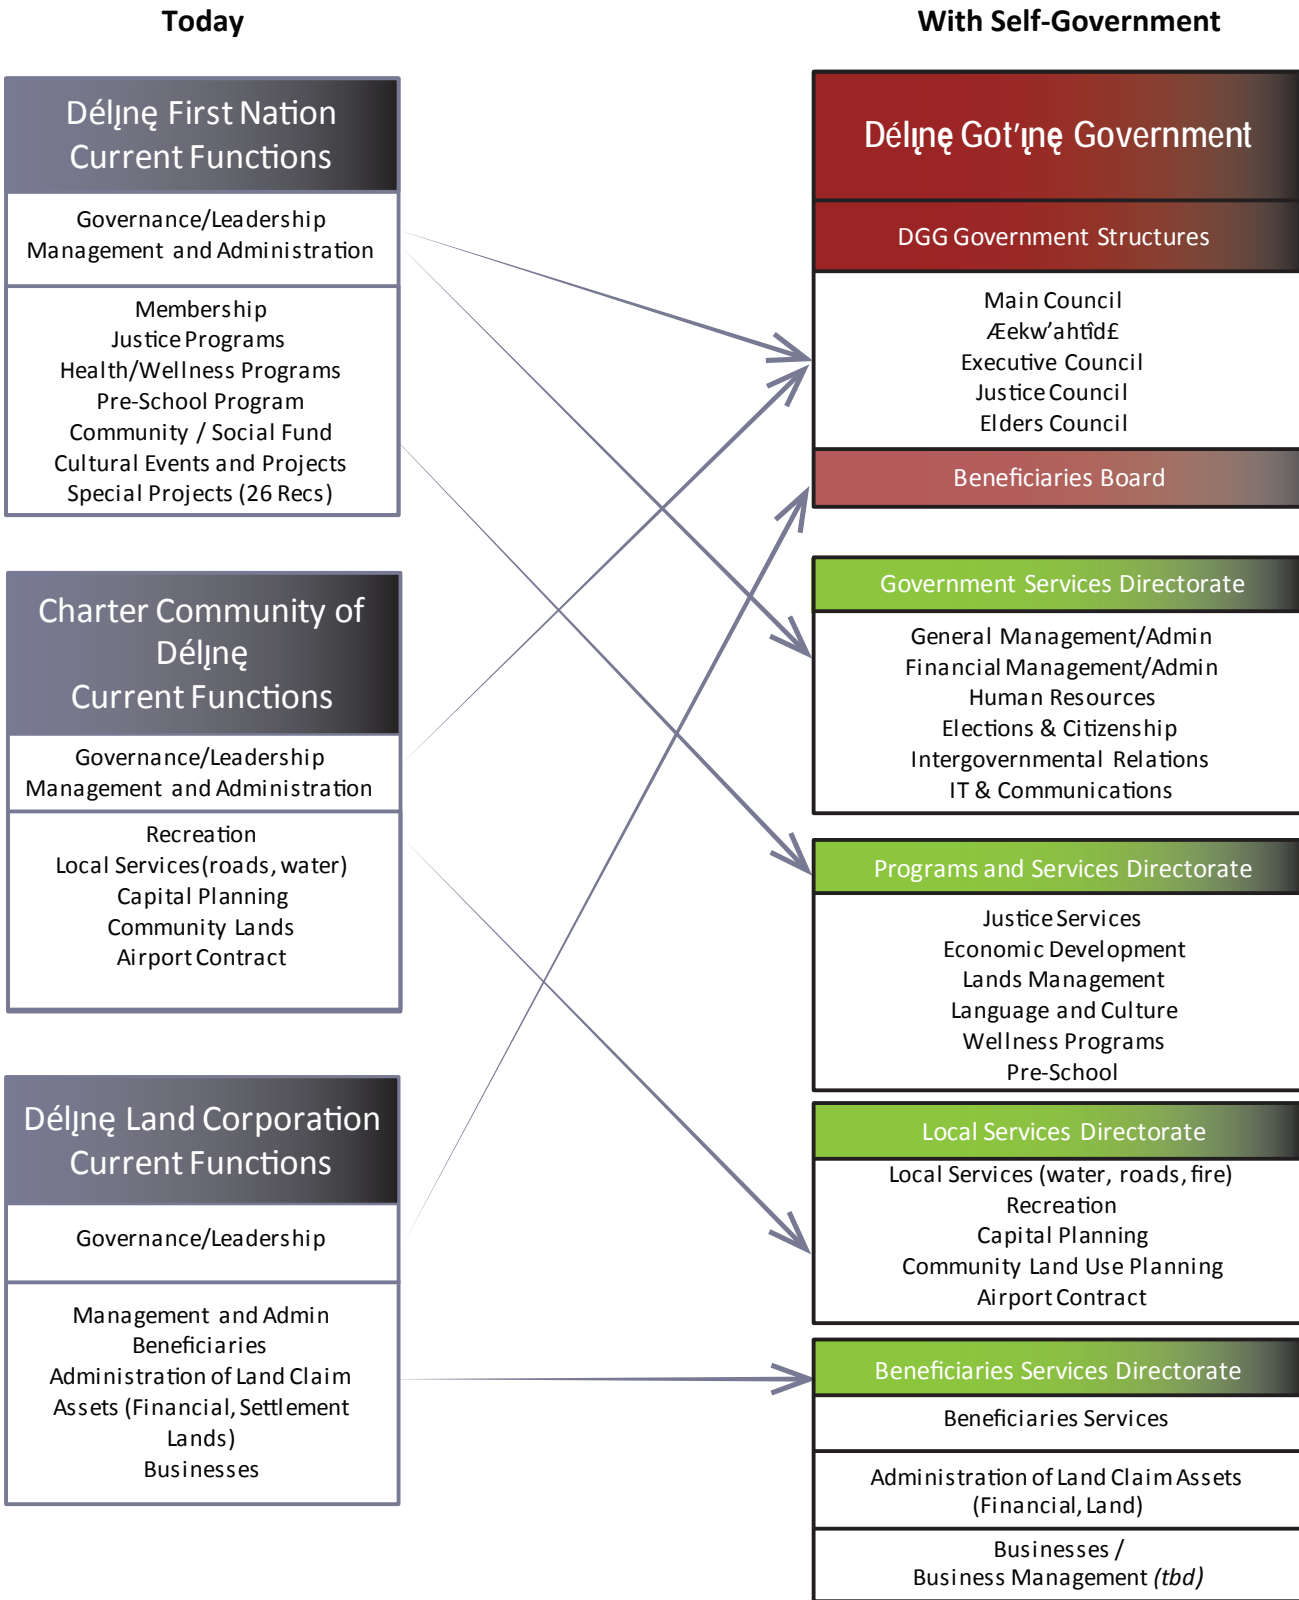 Today
Délı̨nę First Nation
Current Functions
Governance/Leadership
Management and Administration
Membership
Justice Programs
Health/Wellness Programs
Pre-School Program
Community / Social Fund
Cultural Events and Projects
Special Projects (26 Recs)
Charter Community of
Délı̨nę
Current Functions
Governance/Leadership
Management and Administration
Recreation
Local Services(roads, water)
Capital Planning
Community Lands
Airport Contract
Délı̨nę Land Corporation
Current Functions
Governance/Leadership
Management and Admin
Beneficiaries
Administration of Land Claim
Assets (Financial, Settlement
Lands)
Businesses
With Self-Government
Délı̨nę Got'ı̨nę Government
DGG Government Structures
Main Council
Æekw'ahtîd£
Executive Council
Justice Council
Elders Council
Beneficiaries Board
Government Services Directorate
General Management/Admin
Financial Management/Admin
Human Resources
Elections & Citizenship
Intergovernmental Relations
IT & Communications
Programs and Services Directorate
Justice Services
Economic Development
Lands Management
Language and Culture
Wellness Programs
Pre-School
Local Services Directorate
Local Services (water, roads, fire)
Recreation
Capital Planning
Community Land Use Planning
Airport Contract
Beneficiaries Services Directorate
Beneficiaries Services
Administration of Land Claim Assets
(Financial, Land)
Businesses /
Business Management (tbd)